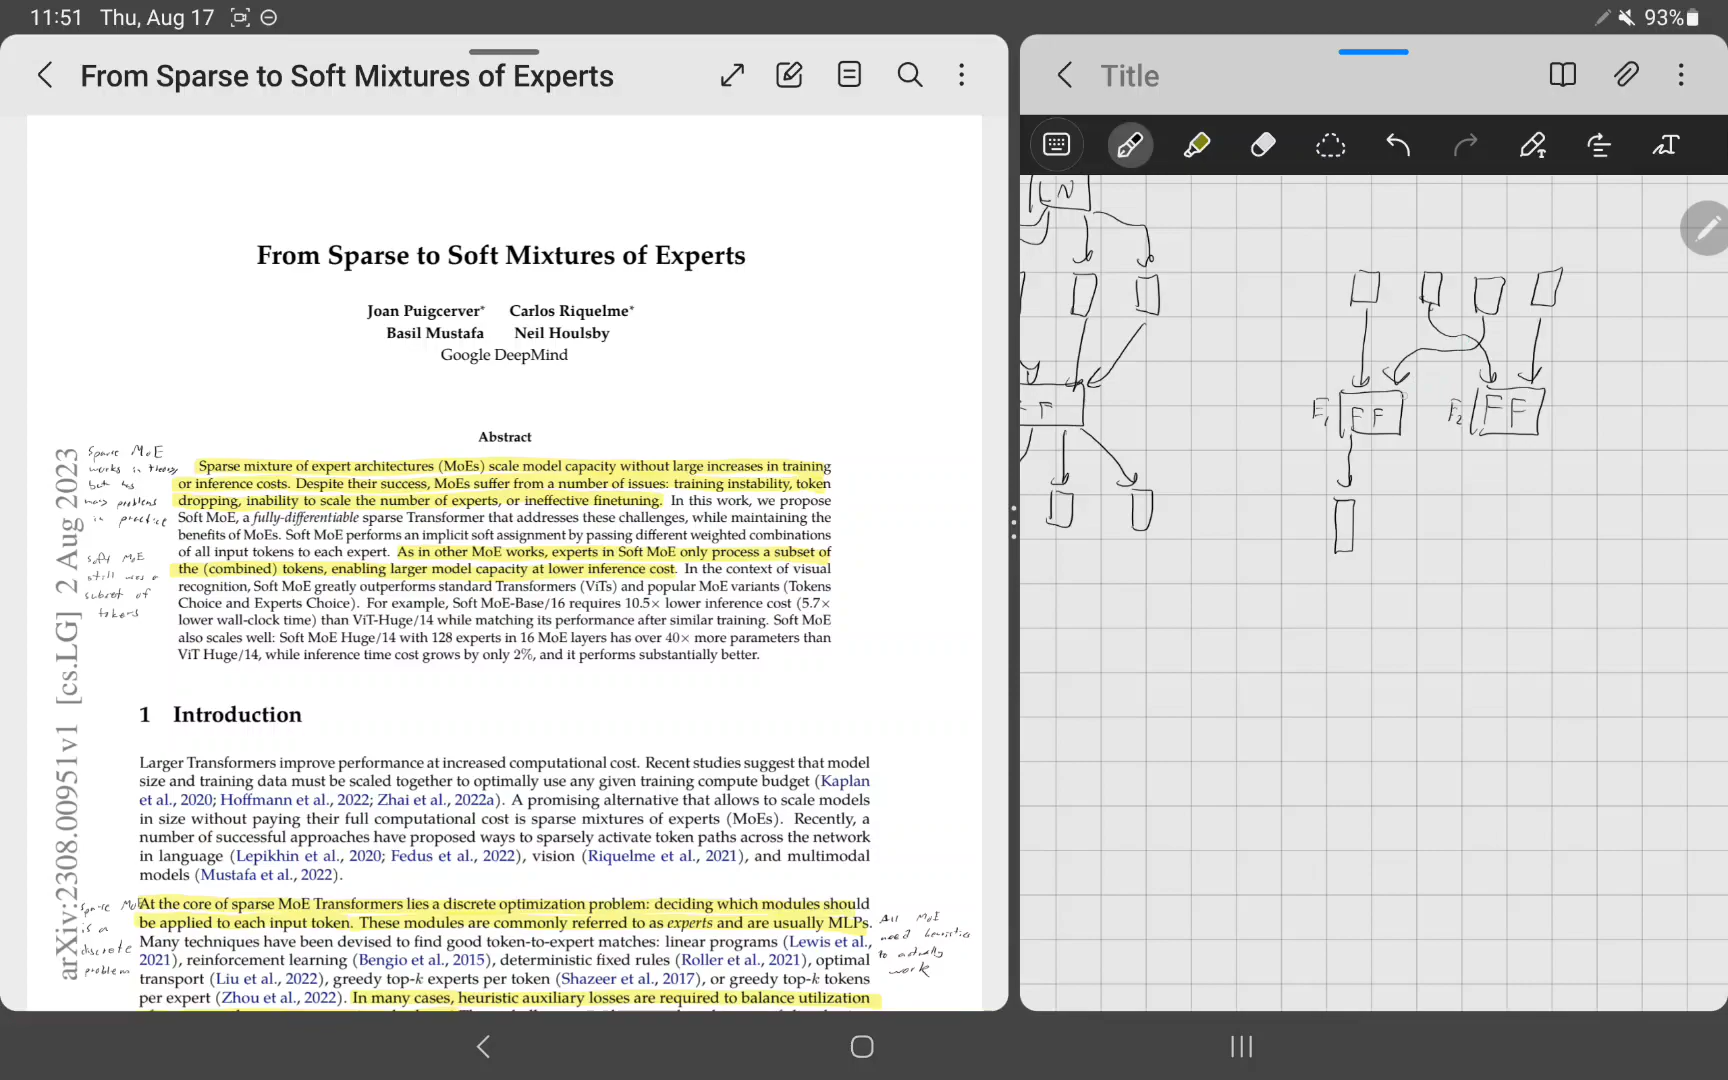 11:51 Thu, Aug 17
93%
From Sparse to Soft Mixtures of Experts
From Sparse to Soft Mixtures of Experts
Joan Puigcerver* Carlos Riquelme*
Basil Mustafa Neil Houlsby
Google DeepMind
Abstract
Sparse mixture of expert architectures (MoEs) scale model capacity without large increases in training
or inference costs. Despite their success, MoEs suffer from a number of issues: training instability, token
dropping, inability to scale the number of experts, or ineffective finetuning. In this work, we propose
Soft MoE, a fully-differentiable sparse Transformer that addresses these challenges, while maintaining the
benefits of MoEs. Soft MoE performs an implicit soft assignment by passing different weighted combinations
of all input tokens to each expert. As in other MoE works, experts in Soft MoE only process a subset of
the (combined) tokens, enabling larger model capacity at lower inference cost. In the context of visual
recognition, Soft MoE greatly outperforms standard Transformers (ViTs) and popular MoE variants (Tokens
Choice and Experts Choice). For example, Soft MoE-Base/16 requires 10.5× lower inference cost (5.7×
lower wall-clock time) than ViT-Huge/14 while matching its performance after similar training. Soft MoE
also scales well: Soft MoE Huge/14 with 128 experts in 16 MoE layers has over 40× more parameters than
ViT Huge/14, while inference time cost grows by only 2%, and it performs substantially better.
Sparse MoE
works in theory
but has
many problems
in practice
soft MoE
still uses a
subset of
tokens
arXiv:2308.00951v1 [cs.LG] 2 Aug 2023
1 Introduction
Larger Transformers improve performance at increased computational cost. Recent studies suggest that model
size and training data must be scaled together to optimally use any given training compute budget (Kaplan
et al., 2020; Hoffmann et al., 2022; Zhai et al., 2022a). A promising alternative that allows to scale models
in size without paying their full computational cost is sparse mixtures of experts (MoEs). Recently, a
number of successful approaches have proposed ways to sparsely activate token paths across the network
in language (Lepikhin et al., 2020; Fedus et al., 2022), vision (Riquelme et al., 2021), and multimodal
models (Mustafa et al., 2022).
At the core of sparse MoE Transformers lies a discrete optimization problem: deciding which modules should
be applied to each input token. These modules are commonly referred to as experts and are usually MLPs.
Many techniques have been devised to find good token-to-expert matches: linear programs (Lewis et al.,
2021), reinforcement learning (Bengio et al., 2015), deterministic fixed rules (Roller et al., 2021), optimal
transport (Liu et al., 2022), greedy top-k experts per token (Shazeer et al., 2017), or greedy top-k tokens
per expert (Zhou et al., 2022). In many cases, heuristic auxiliary losses are required to balance utilization
Sparse MoE
is a
discrete
problem
All MoE
need heuristics
to actually
work
Title
LN
FF
E1 FF
E2 FF